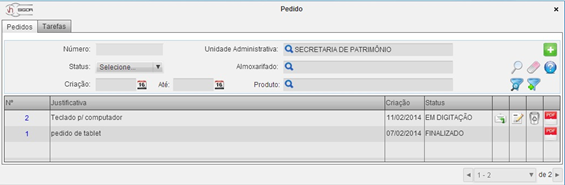 Pedido
SIGGA
Pedidos Tarefas
Número: Unidade Administrativa: SECRETARIA DE PATRIMÔNIO
Status: Selecione... Almoxarifado:
Criação: 16 Até: 16 Produto:
Nº Justificativa Criação Status
2 Teclado p/ computador 11/02/2014 EM DIGITAÇÃO PDF
1 pedido de tablet 07/02/2014 FINALIZADO PDF
1 - 2 de 2